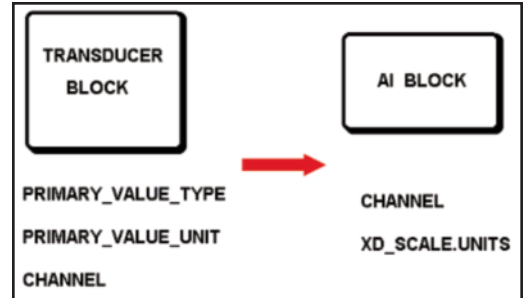 TRANSDUCER
BLOCK
AI BLOCK
PRIMARY_VALUE_TYPE
PRIMARY_VALUE_UNIT
CHANNEL
CHANNEL
XD_SCALE.UNITS